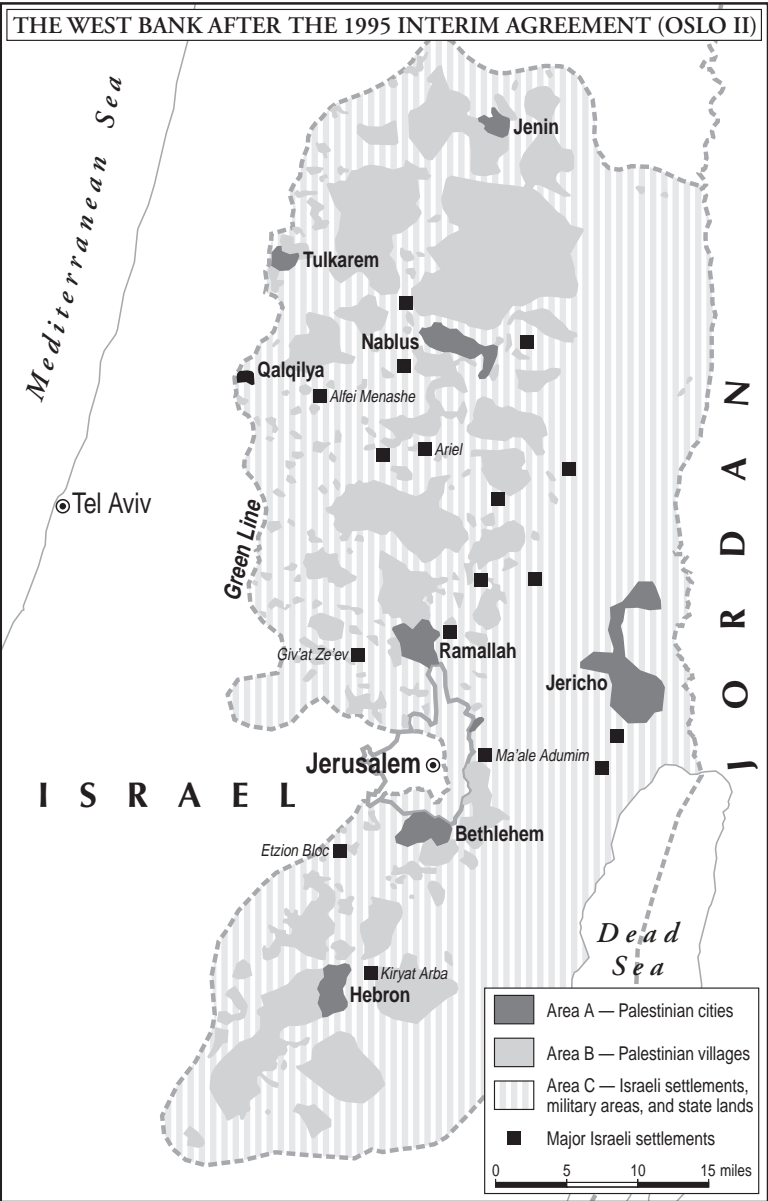 THE WEST BANK AFTER THE 1995 INTERIM AGREEMENT (OSLO II)
Mediterranean Sea
Jenin
Tulkarem
Nablus
Qalqilya
Alfei Menashe
Ariel
Tel Aviv
Green Line
JORDAN
Giv'at Ze'ev
Ramallah
Jericho
Jerusalem
Ma'ale Adumim
ISRAEL
Bethlehem
Etzion Bloc
Dead
Sea
Kiryat Arba
Hebron
Area A — Palestinian cities
Area B — Palestinian villages
Area C — Israeli settlements,
military areas, and state lands
Major Israeli settlements
0 5 10 15 miles